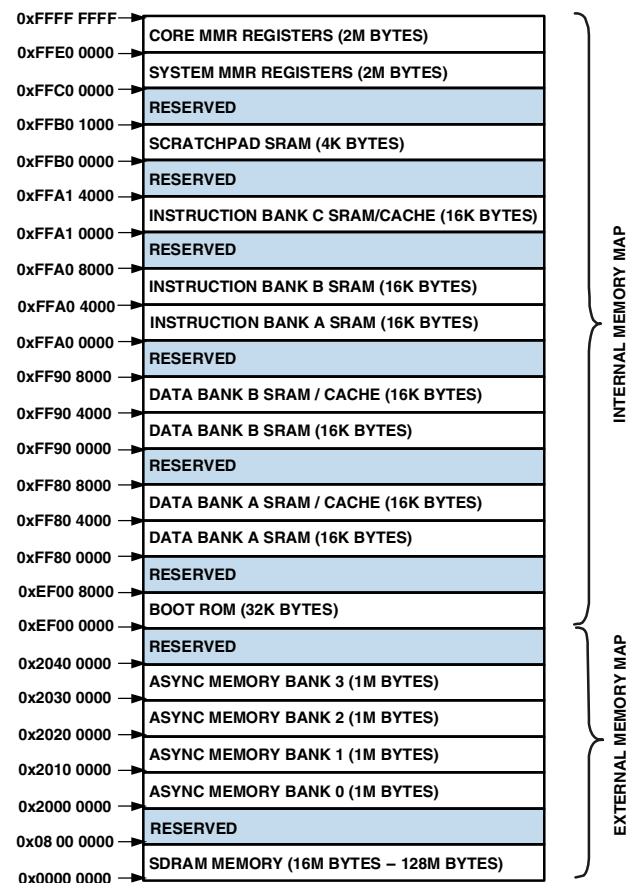 0xFFFF FFFF
CORE MMR REGISTERS (2M BYTES)
0xFFE0 0000
SYSTEM MMR REGISTERS (2M BYTES)
0xFFC0 0000
RESERVED
0xFFB0 1000
SCRATCHPAD SRAM (4K BYTES)
0xFFB0 0000
RESERVED
0xFFA1 4000
INSTRUCTION BANK C SRAM/CACHE (16K BYTES)
0xFFA1 0000
RESERVED
0xFFA0 8000
INSTRUCTION BANK B SRAM (16K BYTES)
0xFFA0 4000
INSTRUCTION BANK A SRAM (16K BYTES)
0xFFA0 0000
RESERVED
0xFF90 8000
DATA BANK B SRAM / CACHE (16K BYTES)
0xFF90 4000
DATA BANK B SRAM (16K BYTES)
0xFF90 0000
RESERVED
0xFF80 8000
DATA BANK A SRAM / CACHE (16K BYTES)
0xFF80 4000
DATA BANK A SRAM (16K BYTES)
0xFF80 0000
RESERVED
0xEF00 8000
BOOT ROM (32K BYTES)
0xEF00 0000
RESERVED
0x2040 0000
ASYNC MEMORY BANK 3 (1M BYTES)
0x2030 0000
ASYNC MEMORY BANK 2 (1M BYTES)
0x2020 0000
ASYNC MEMORY BANK 1 (1M BYTES)
0x2010 0000
ASYNC MEMORY BANK 0 (1M BYTES)
0x2000 0000
RESERVED
0x08 00 0000
SDRAM MEMORY (16M BYTES – 128M BYTES)
0x0000 0000
INTERNAL MEMORY MAP
EXTERNAL MEMORY MAP